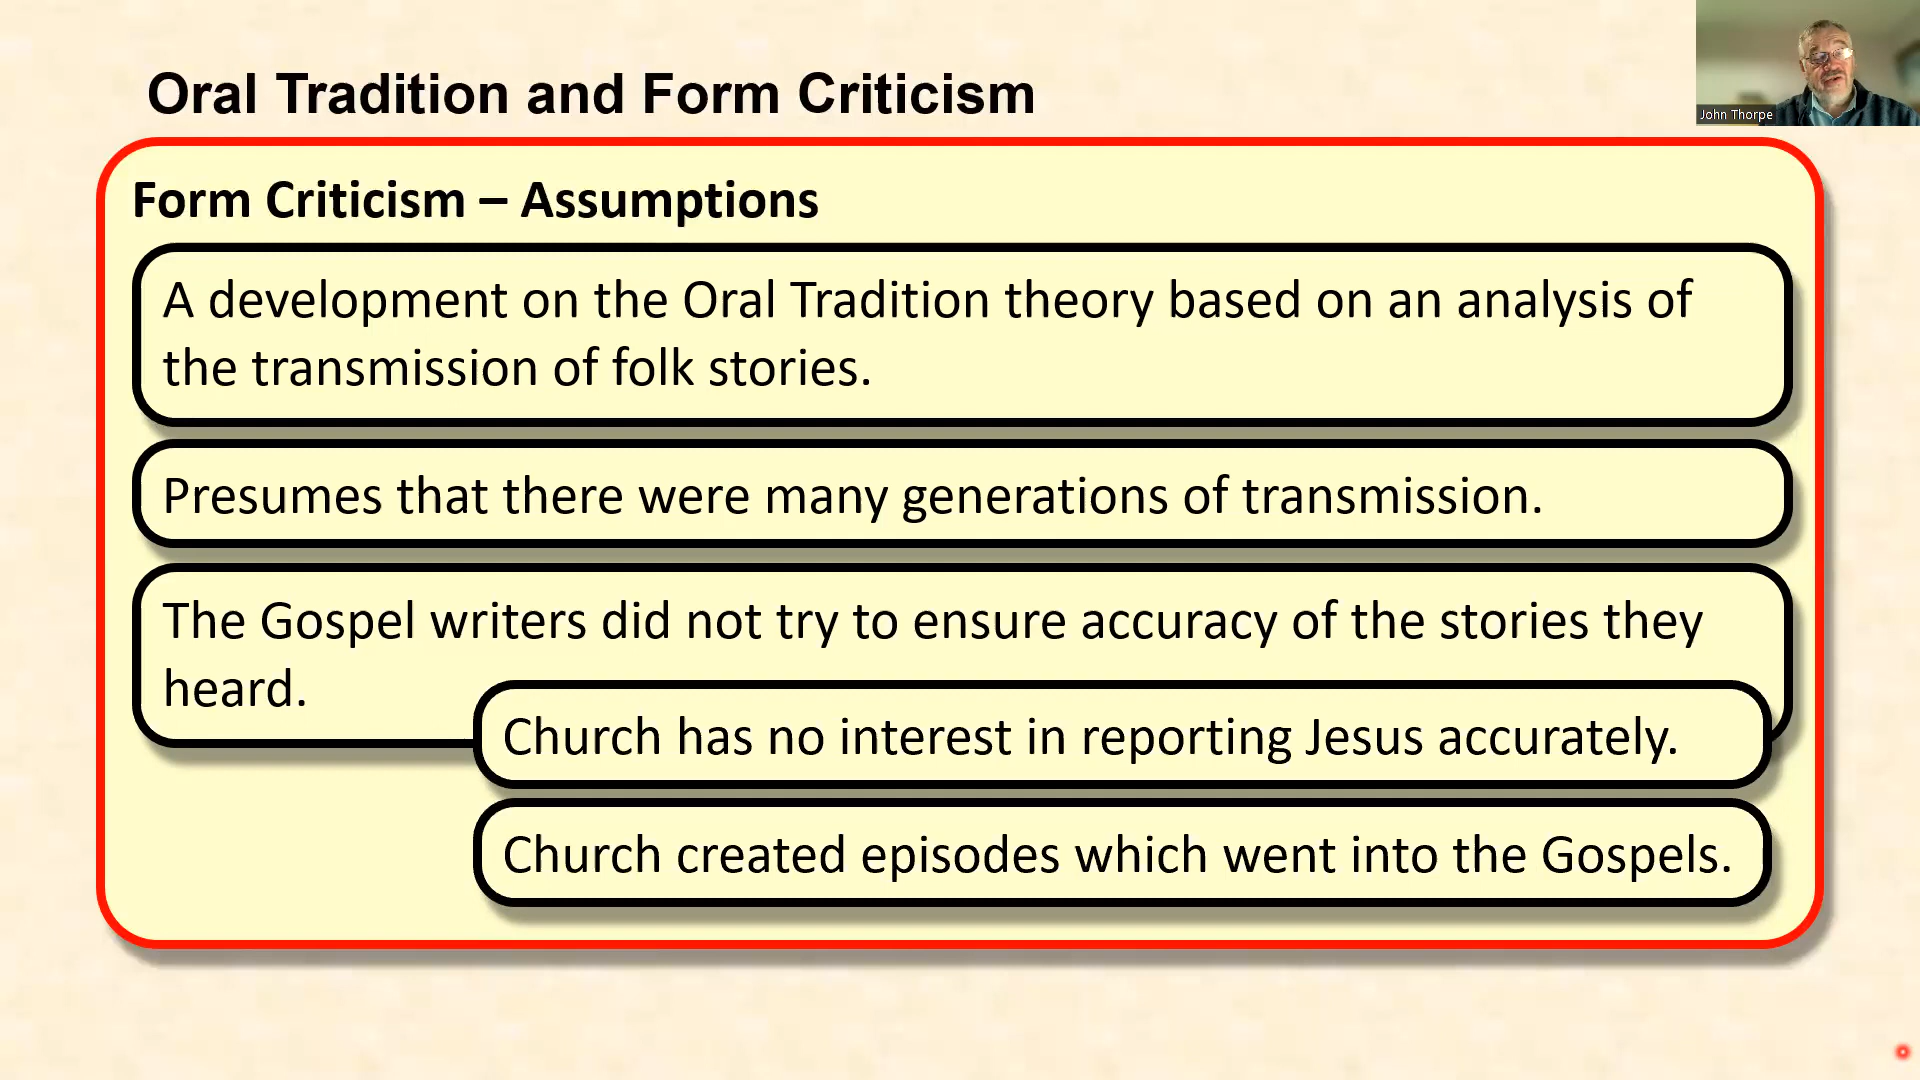 Oral Tradition and Form Criticism
John Thorpe
Form Criticism – Assumptions
A development on the Oral Tradition theory based on an analysis of
the transmission of folk stories.
Presumes that there were many generations of transmission.
The Gospel writers did not try to ensure accuracy of the stories they
heard.
Church has no interest in reporting Jesus accurately.
Church created episodes which went into the Gospels.